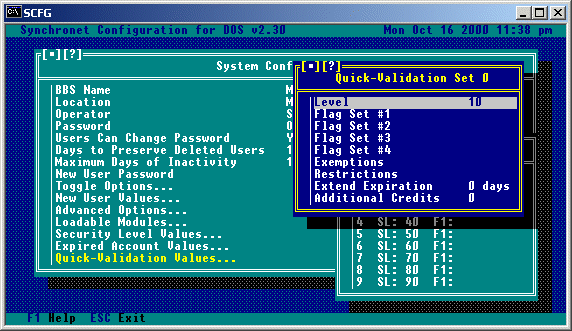 SCFG
Synchronet Configuration for DOS v2.30 Mon Oct 16 2000 11:38 pm
[■][?]
System Conf
BBS Name M
Location M
Operator S
Password
Users Can Change Password Y
Days to Preserve Deleted Users 1
Maximum Days of Inactivity 1
New User Password
Toggle Options...
New User Values...
Advanced Options...
Loadable Modules...
Security Level Values...
Expired Account Values...
Quick-Validation Values...
[■][?]
Quick-Validation Set 0
Level 10
Flag Set #1
Flag Set #2
Flag Set #3
Flag Set #4
Exemptions
Restrictions
Extend Expiration 0 days
Additional Credits 0
4 SL: 40 F1:
5 SL: 50 F1:
6 SL: 60 F1:
7 SL: 70 F1:
8 SL: 80 F1:
9 SL: 90 F1:
F1 Help ESC Exit